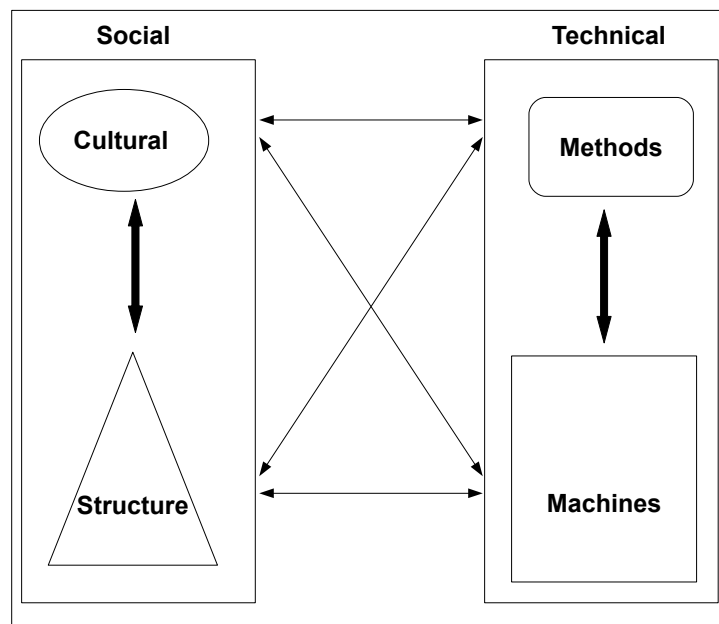 Social
Technical
Cultural
Methods
Structure
Machines